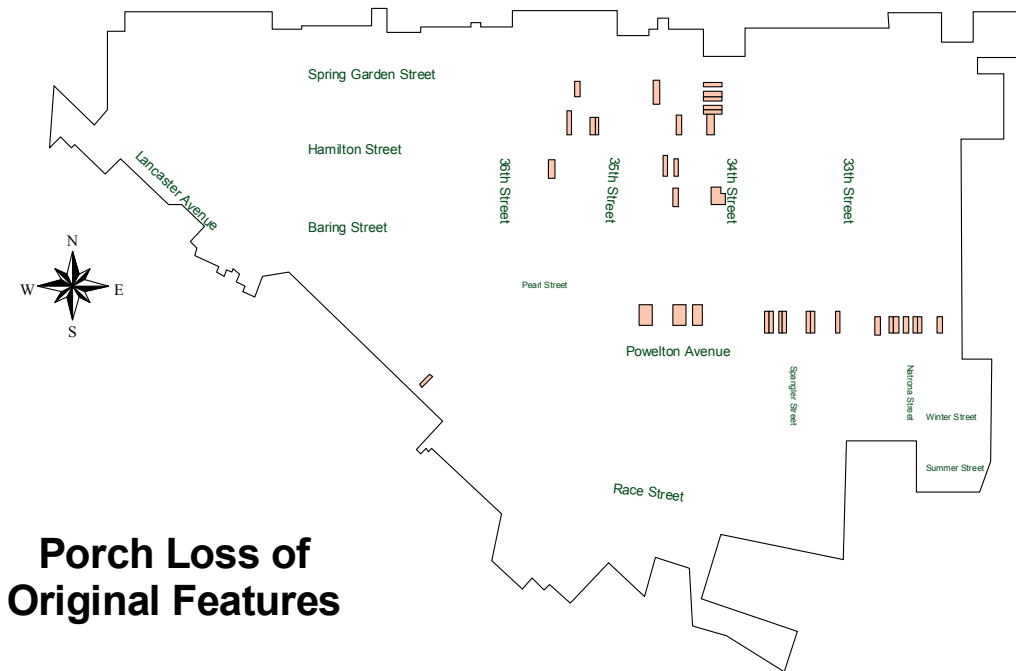 Spring Garden Street
Hamilton Street
Lancaster Avenue
36th Street
35th Street
34th Street
33th Street
Baring Street
N
W
E
S
Pearl Street
Powelton Avenue
Spangler Street
Natrona Street
Winter Street
Summer Street
Race Street
Porch Loss of
Original Features